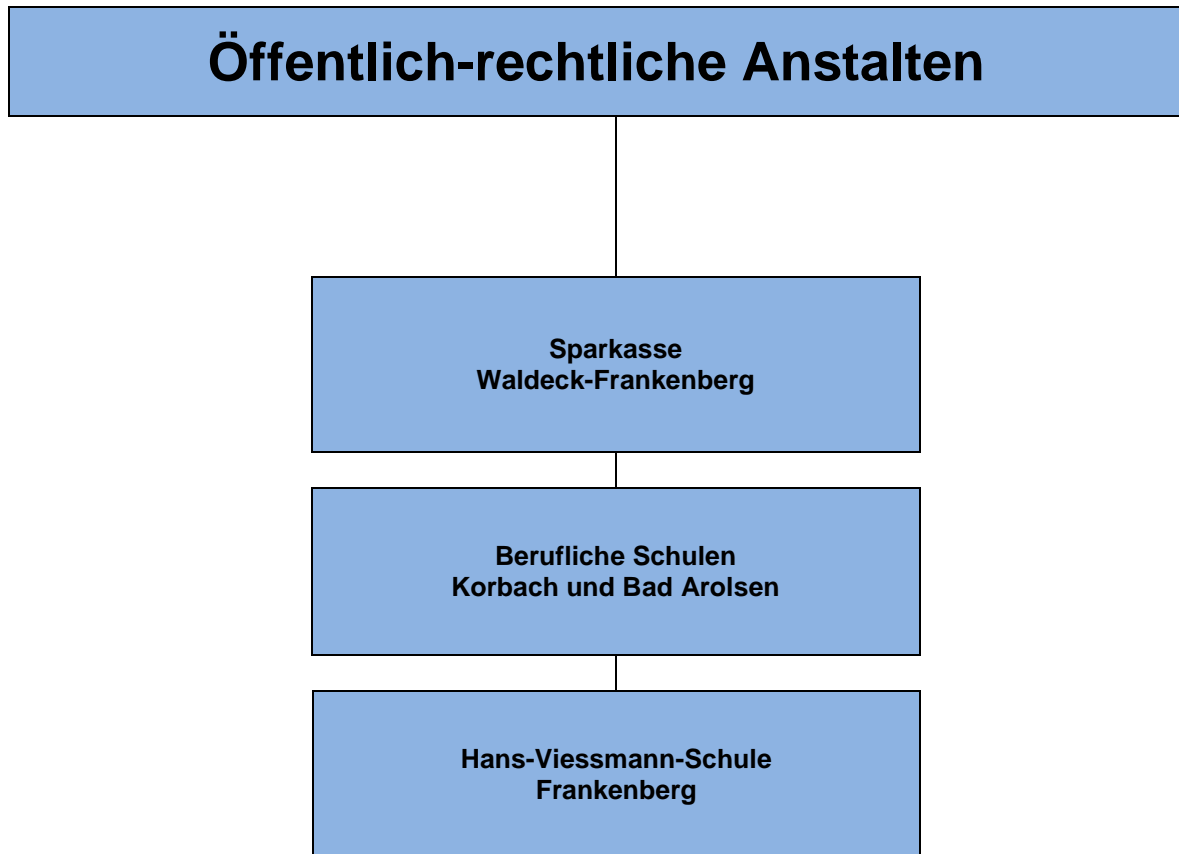 Öffentlich-rechtliche Anstalten
Sparkasse
Waldeck-Frankenberg
Berufliche Schulen
Korbach und Bad Arolsen
Hans-Viessmann-Schule
Frankenberg